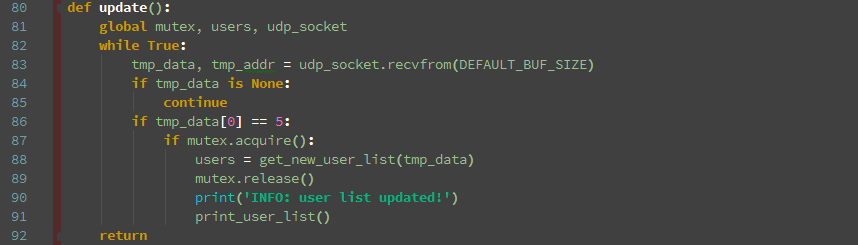 80 def update():
81     global mutex, users, udp_socket
82     while True:
83         tmp_data, tmp_addr = udp_socket.recvfrom(DEFAULT_BUF_SIZE)
84         if tmp_data is None:
85             continue
86         if tmp_data[0] == 5:
87             if mutex.acquire():
88                 users = get_new_user_list(tmp_data)
89                 mutex.release()
90                 print('INFO: user list updated!')
91                 print_user_list()
92     return